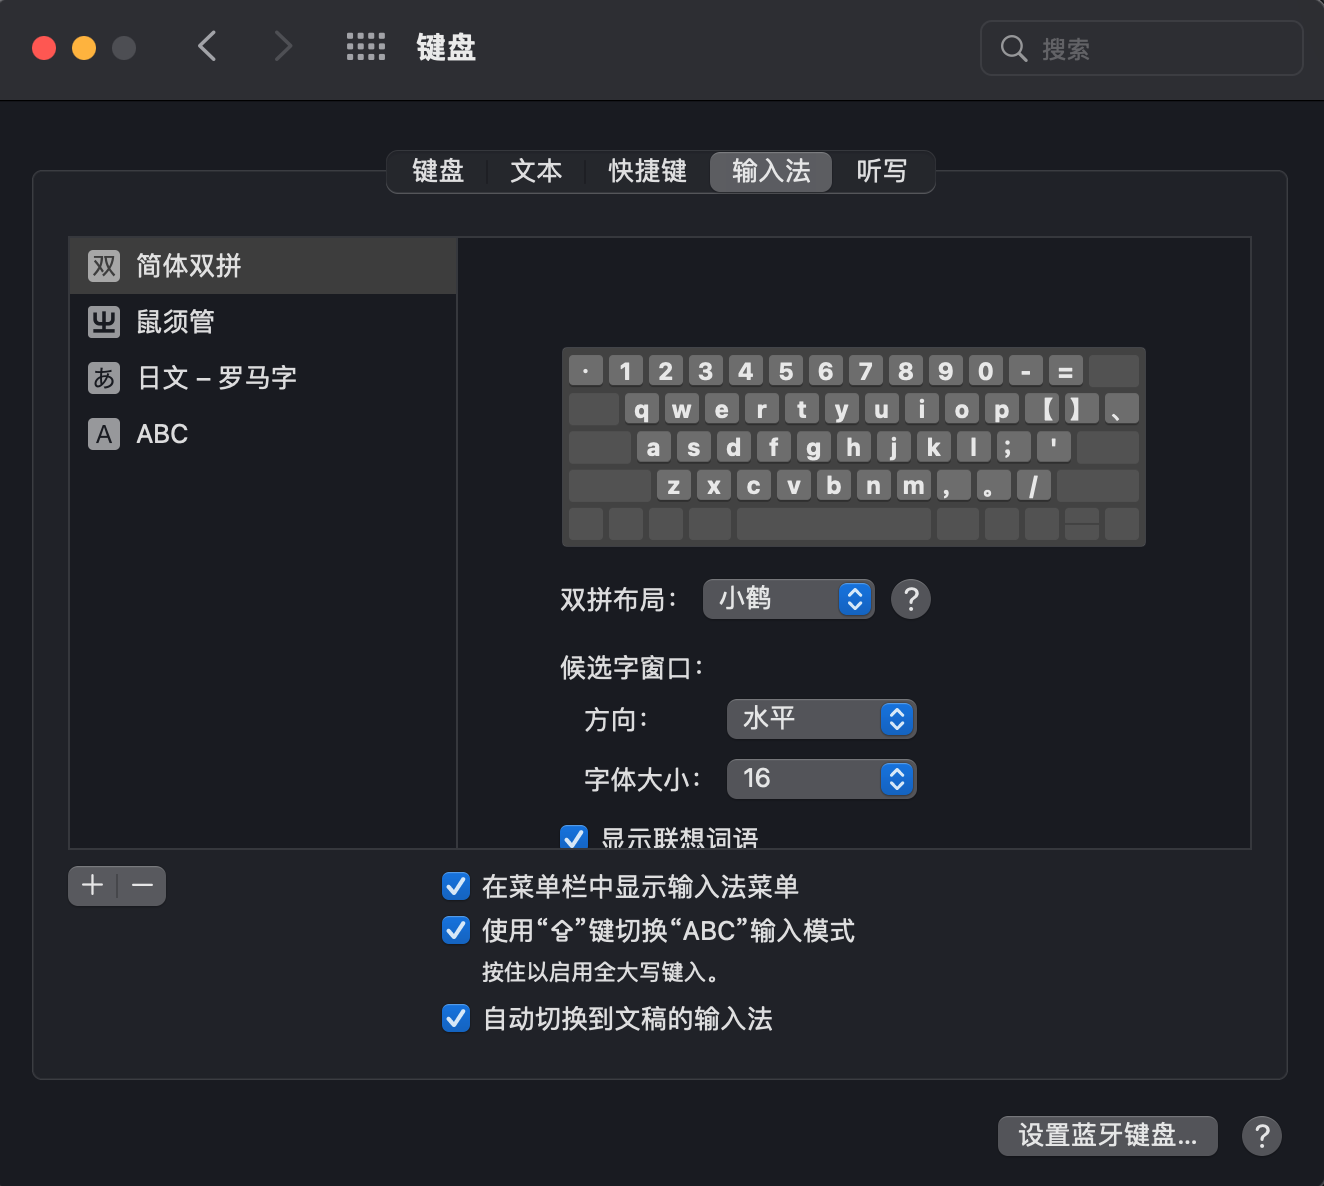 键盘
搜索
键盘 文本 快捷键 输入法 听写
双 简体双拼
鼠须管
あ 日文 – 罗马字
A ABC
· 1 2 3 4 5 6 7 8 9 0 - =
q w e r t y u i o p 【 】 、
a s d f g h j k l ； '
z x c v b n m ， 。 /
双拼布局： 小鹤 ?
候选字窗口：
方向： 水平
字体大小： 16
显示联想词语
在菜单栏中显示输入法菜单
使用“⇪”键切换“ABC”输入模式
按住以启用全大写键入。
自动切换到文稿的输入法
设置蓝牙键盘... ?